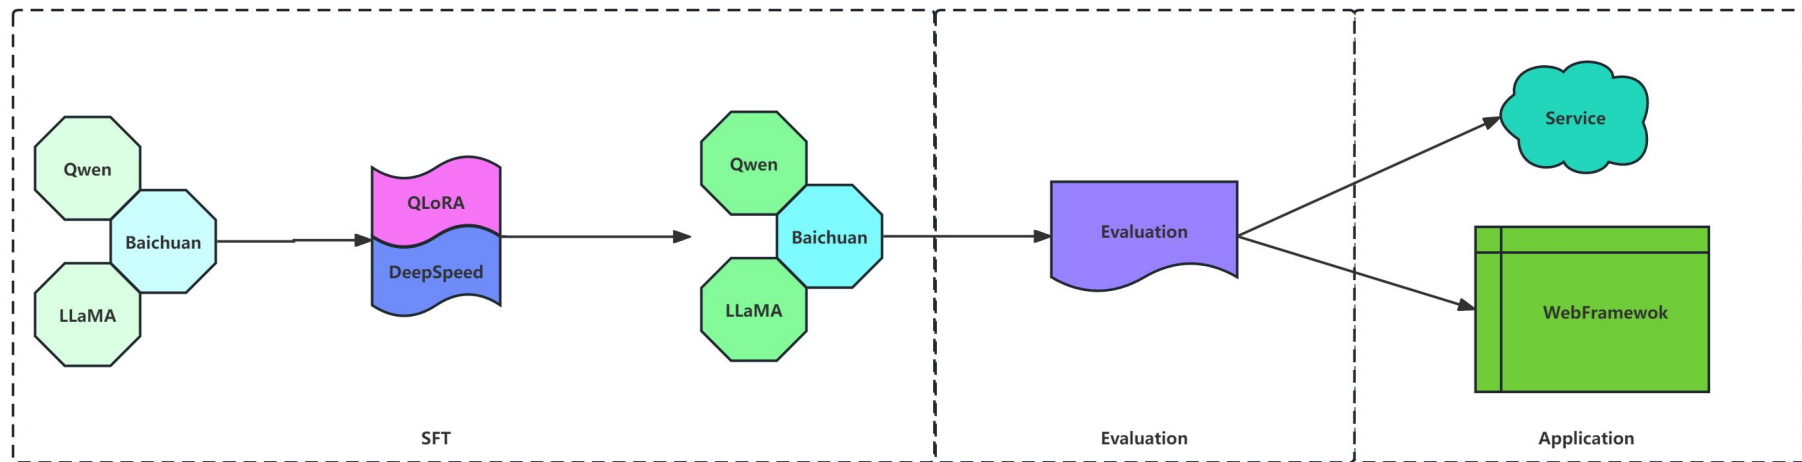 Qwen
Baichuan
LLaMA
QLoRA
DeepSpeed
Qwen
Baichuan
LLaMA
SFT
Evaluation
Evaluation
Service
WebFramewok
Application